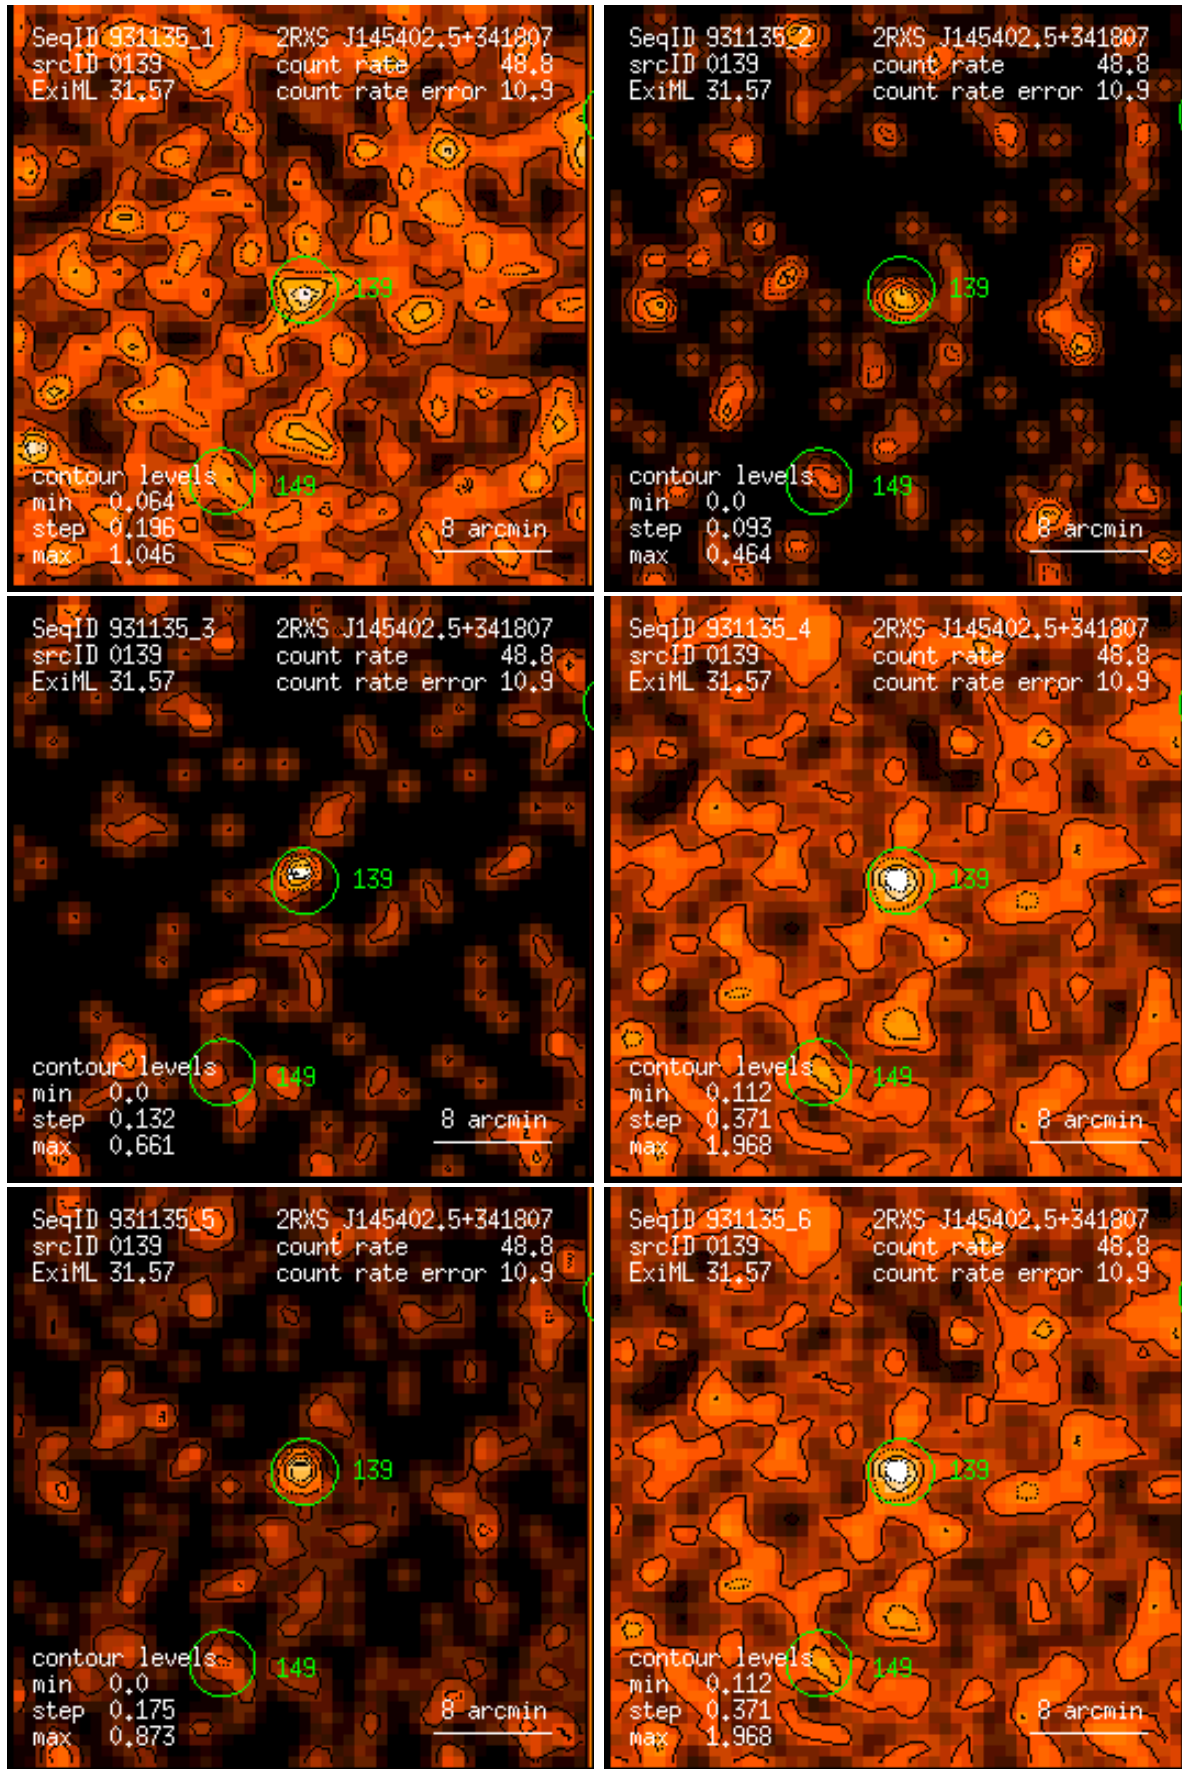 SeqID 931135_1 2RXS J145402.5+341807
srcID 0139 count rate 48.8
ExiML 31.57 count rate error 10.9
139
149
contour levels
min 0.064
step 0.196 8 arcmin
max 1.046
SeqID 931135_2 2RXS J145402.5+341807
srcID 0139 count rate 48.8
ExiML 31.57 count rate error 10.9
139
149
contour levels
min 0.0
step 0.093 8 arcmin
max 0.464
SeqID 931135_3 2RXS J145402.5+341807
srcID 0139 count rate 48.8
ExiML 31.57 count rate error 10.9
139
149
contour levels
min 0.0
step 0.132 8 arcmin
max 0.661
SeqID 931135_4 2RXS J145402.5+341807
srcID 0139 count rate 48.8
ExiML 31.57 count rate error 10.9
139
149
contour levels
min 0.112
step 0.371 8 arcmin
max 1.968
SeqID 931135_5 2RXS J145402.5+341807
srcID 0139 count rate 48.8
ExiML 31.57 count rate error 10.9
139
149
contour levels
min 0.0
step 0.175 8 arcmin
max 0.873
SeqID 931135_6 2RXS J145402.5+341807
srcID 0139 count rate 48.8
ExiML 31.57 count rate error 10.9
139
149
contour levels
min 0.112
step 0.371 8 arcmin
max 1.968